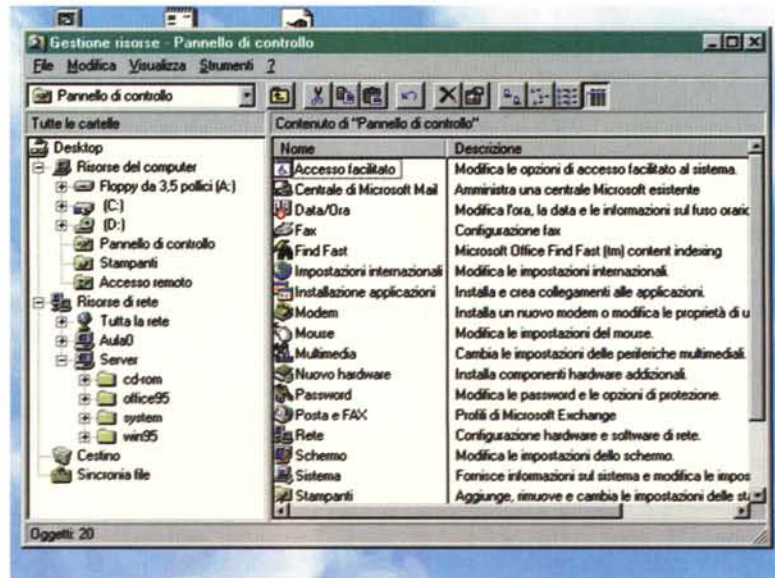 Gestione risorse - Pannello di controllo
File Modifica Visualizza Strumenti ?
Pannello di controllo
Tutte le cartelle
Contenuto di "Pannello di controllo"
Desktop
Risorse del computer
Floppy da 3,5 pollici (A:)
(C:)
(D:)
Pannello di controllo
Stampanti
Accesso remoto
Risorse di rete
Tutta la rete
Aula0
Server
cd-rom
office95
system
win95
Cestino
Sincronia file
Nome Descrizione
Accesso facilitato Modifica le opzioni di accesso facilitato al sistema.
Centrale di Microsoft Mail Amministra una centrale Microsoft esistente
Data/Ora Modifica l'ora, la data e le informazioni sul fuso orario
Fax Configurazione fax
Find Fast Microsoft Office Find Fast (tm) content indexing
Impostazioni internazionali Modifica le impostazioni internazionali.
Installazione applicazioni Installa e crea collegamenti alle applicazioni.
Modem Installa un nuovo modem o modifica le proprietà di u
Mouse Modifica le impostazioni del mouse.
Multimedia Cambia le impostazioni delle periferiche multimediali.
Nuovo hardware Installa componenti hardware addizionali.
Password Modifica le password e le opzioni di protezione.
Posta e FAX Profili di Microsoft Exchange
Rete Configurazione hardware e software di rete.
Schermo Modifica le impostazioni dello schermo.
Sistema Fornisce informazioni sul sistema e modifica le impos
Stampanti Aggiunge, rimuove e cambia le impostazioni delle sta
Oggetti: 20